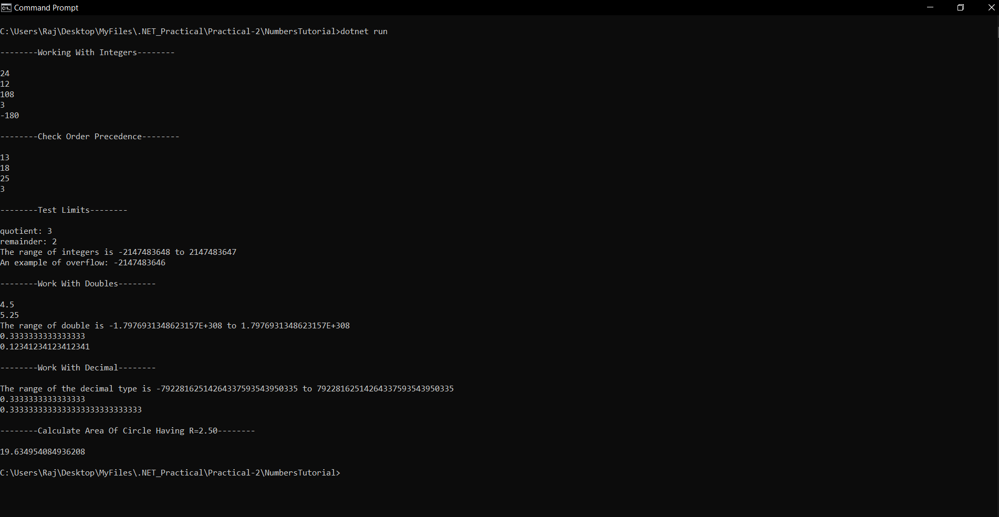 Command Prompt
C:\Users\Raj\Desktop\MyFiles\.NET_Practical\Practical-2\NumbersTutorial>dotnet run
--------Working With Integers--------
24
12
108
3
-180
--------Check Order Precedence--------
13
18
25
3
--------Test Limits--------
quotient: 3
remainder: 2
The range of integers is -2147483648 to 2147483647
An example of overflow: -2147483646
--------Work With Doubles--------
4.5
5.25
The range of double is -1.7976931348623157E+308 to 1.7976931348623157E+308
0.3333333333333333
0.12341234123412341
--------Work With Decimal--------
The range of the decimal type is -79228162514264337593543950335 to 79228162514264337593543950335
0.3333333333333333
0.3333333333333333333333333333
--------Calculate Area Of Circle Having R=2.50--------
19.634954084936208
C:\Users\Raj\Desktop\MyFiles\.NET_Practical\Practical-2\NumbersTutorial>